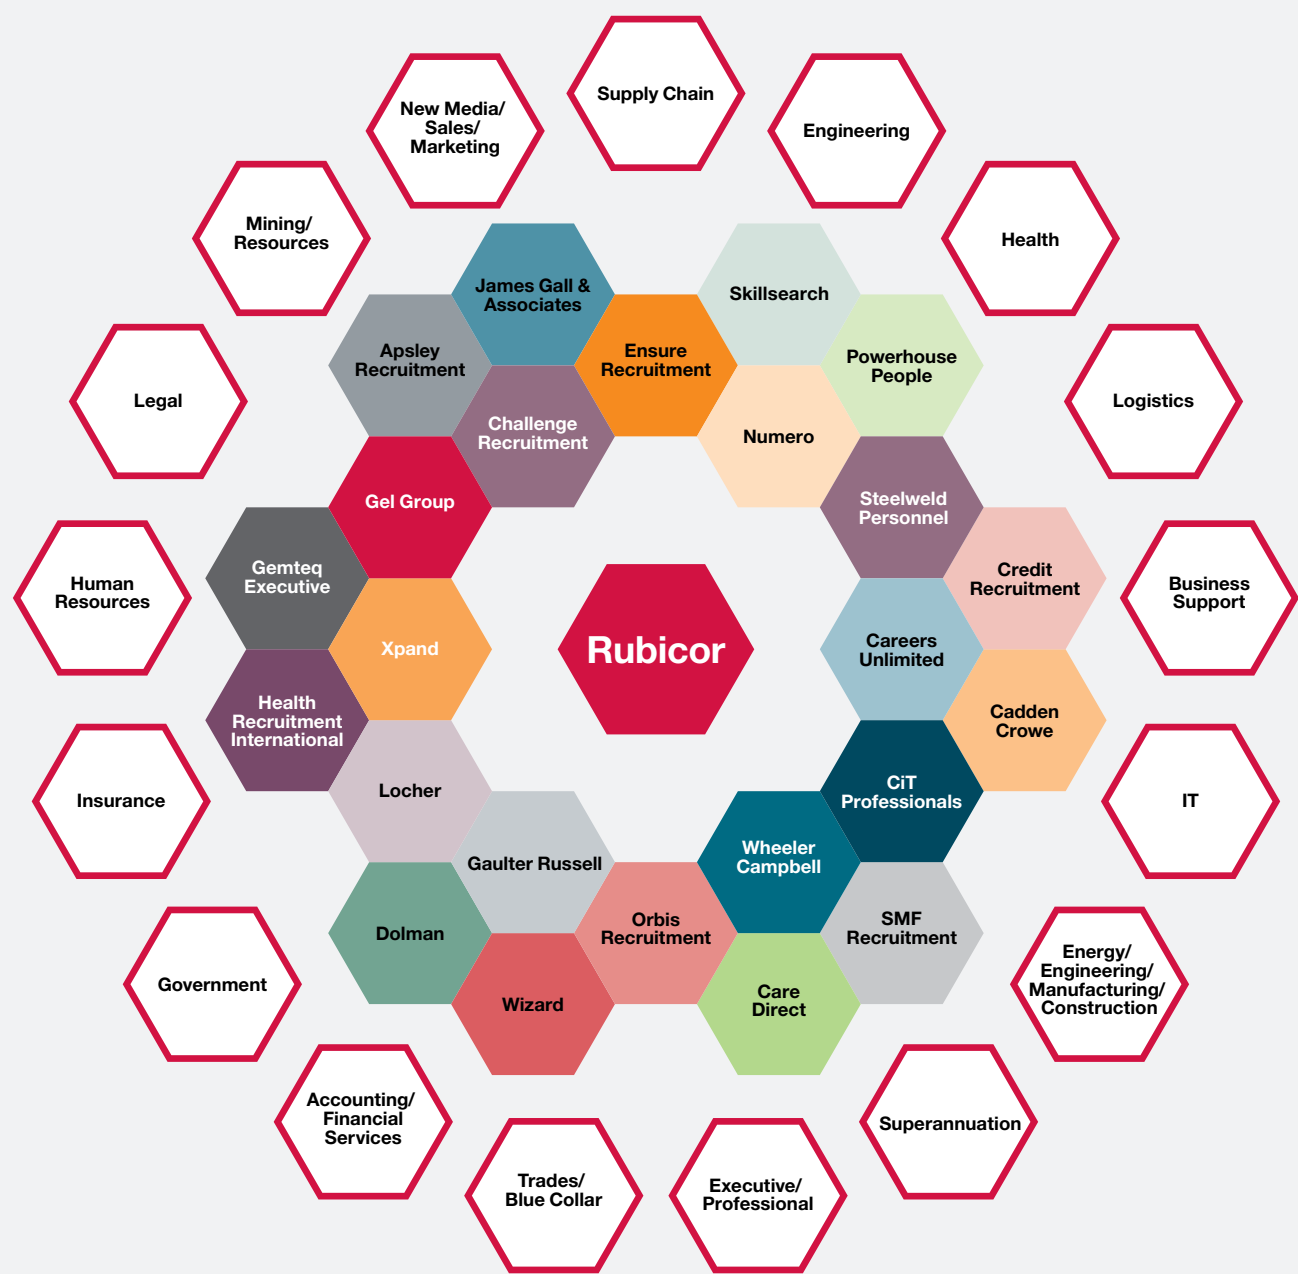 Supply Chain
New Media/
Sales/
Marketing
Engineering
Mining/
Resources
Health
James Gall &
Associates
Skillsearch
Apsley
Recruitment
Ensure
Recruitment
Powerhouse
People
Legal
Logistics
Challenge
Recruitment
Numero
Gel Group
Steelweld
Personnel
Gemteq
Executive
Credit
Recruitment
Human
Resources
Business
Support
Xpand
Rubicor
Careers
Unlimited
Health
Recruitment
International
Cadden
Crowe
Insurance
Locher
CiT
Professionals
IT
Gaulter Russell
Wheeler
Campbell
Dolman
Orbis
Recruitment
SMF
Recruitment
Government
Energy/
Engineering/
Manufacturing/
Construction
Wizard
Care
Direct
Accounting/
Financial
Services
Superannuation
Trades/
Blue Collar
Executive/
Professional